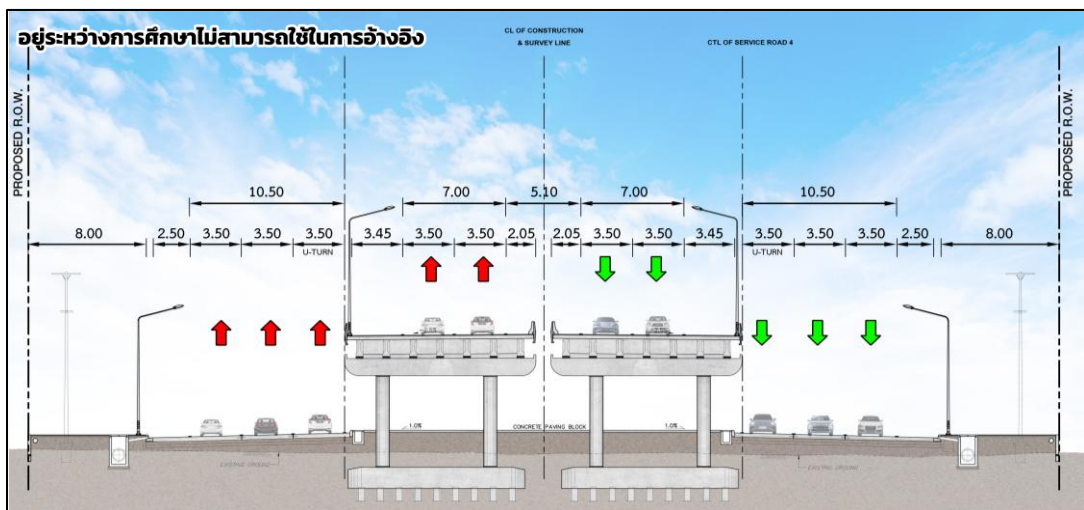 อยู่ระหว่างการศึกษาไม่สามารถใช้ในการอ้างอิง
CL OF CONSTRUCTION
& SURVEY LINE
CTL OF SERVICE ROAD 4
PROPOSED R.O.W.
PROPOSED R.O.W.
10.50 7.00 5.10 7.00 10.50
8.00 2.50 3.50 3.50 3.50 3.45 3.50 3.50 2.05 2.05 3.50 3.50 3.45 3.50 3.50 3.50 2.50 8.00
U-TURN U-TURN
1.0% CONCRETE PAVING BLOCK 1.0%
EXISTING GROUND EXISTING GROUND